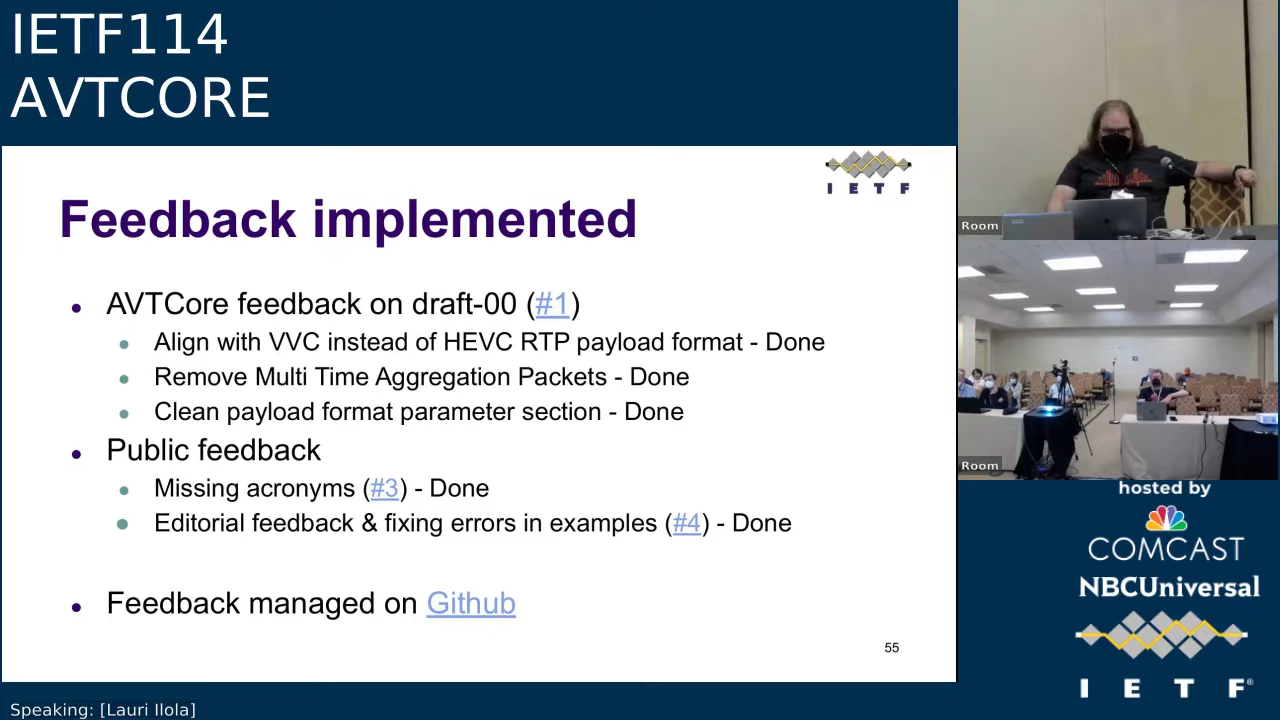 IETF114
AVTCORE
I E T F
Feedback implemented
AVTCore feedback on draft-00 (#1)
Align with VVC instead of HEVC RTP payload format - Done
Remove Multi Time Aggregation Packets - Done
Clean payload format parameter section - Done
Public feedback
Missing acronyms (#3) - Done
Editorial feedback & fixing errors in examples (#4) - Done
Feedback managed on Github
55
Speaking: [Lauri Ilola]
Room
Room
hosted by
COMCAST
NBCUniversal
I E T F®